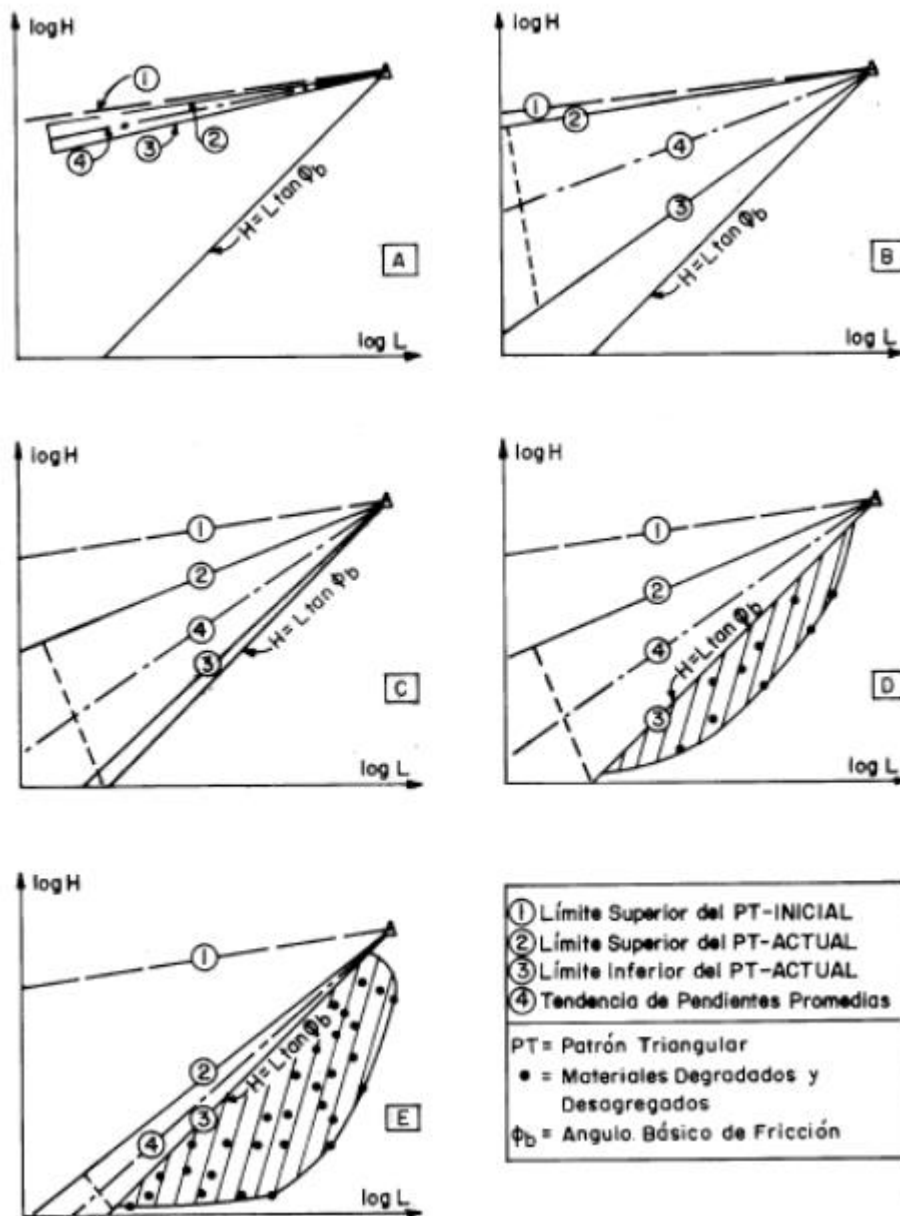 log H
①
②
③
④
H = L tan ϕb
A
log L
log H
①
②
④
③
H = L tan ϕb
B
log L
log H
①
②
④
③
H = L tan ϕb
C
log L
log H
①
②
④
③
H = L tan ϕb
D
log L
log H
①
②
③
④
H = L tan ϕb
E
log L
① Límite Superior del PT-INICIAL
② Límite Superior del PT-ACTUAL
③ Límite Inferior del PT-ACTUAL
④ Tendencia de Pendientes Promedias
PT = Patrón Triangular
• = Materiales Degradados y
Desagregados
ϕb = Angulo. Básico de Fricción